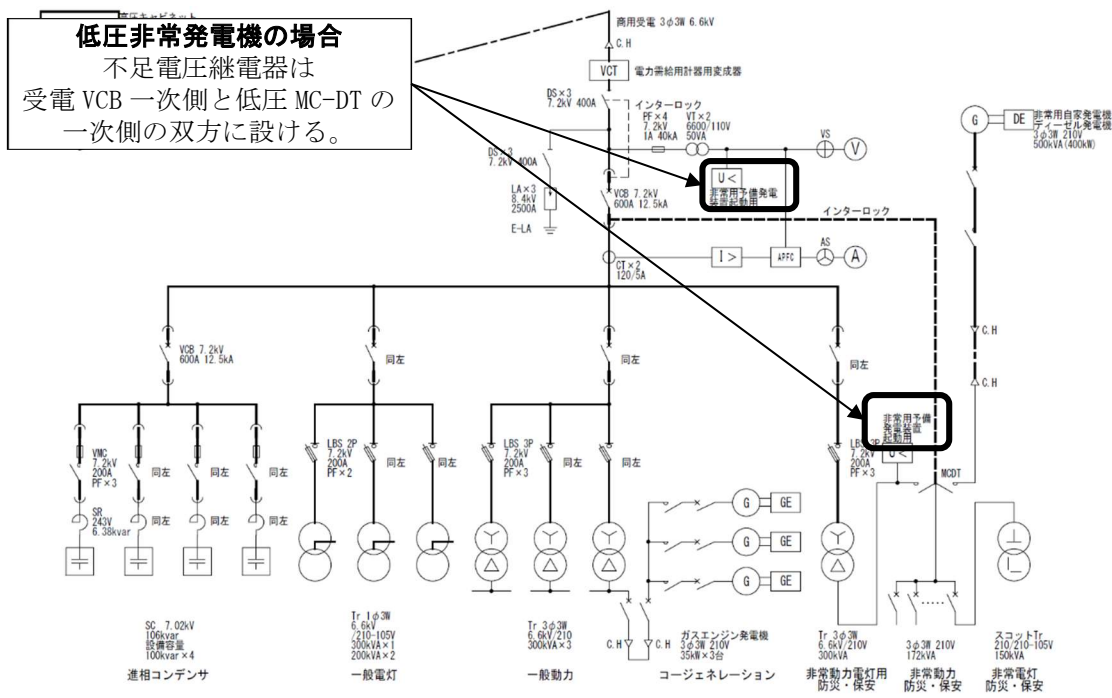 高圧キャビネット
低圧非常発電機の場合
不足電圧継電器は
受電 VCB 一次側と低圧 MC-DT の
一次側の双方に設ける。
商用受電 3φ3W 6.6kV
C.H
VCT
電力需給用計器用変成器
DS×3
7.2kV 400A
インターロック
PF×4
7.2kV
1A 40kA
VT×2
6600/110V
50VA
VS
V
G
DE
非常用自家発電機
ディーゼル発電機
3φ3W 210V
500kVA(400kW)
DS×3
7.2kV 400A
U<
非常用予備発電
装置起動用
LA×3
8.4kV
2500A
E-LA
VCB 7.2kV
600A 12.5kA
インターロック
I>
APFC
AS
A
CT×2
120/5A
C.H
C.H
VCB 7.2kV
600A 12.5kA
同左
同左
同左
非常用予備
発電装置
起動用
U<
MCDT
VMC
7.2kV
200A
PF×3
同左
同左
同左
LBS 2P
7.2kV
200A
PF×2
同左
同左
LBS 3P
7.2kV
200A
PF×3
同左
同左
LBS 3P
7.2kV
200A
PF×3
SR
243V
6.38kvar
同左
同左
同左
G
GE
G
GE
G
GE
C.H
C.H
SC 7.02kV
106kvar
設備容量
100kvar×4
進相コンデンサ
Tr 1φ3W
6.6kV
/210-105V
300kVA×1
200kVA×2
一般電灯
Tr 3φ3W
6.6kV/210
300kVA×3
一般動力
ガスエンジン発電機
3φ3W 210V
35kW×3台
コージェネレーション
Tr 3φ3W
6.6kV/210V
300kVA
非常動力電灯用
防災・保安
3φ3W 210V
172kVA
非常動力
防災・保安
スコットTr
210/210-105V
150kVA
非常電灯
防災・保安